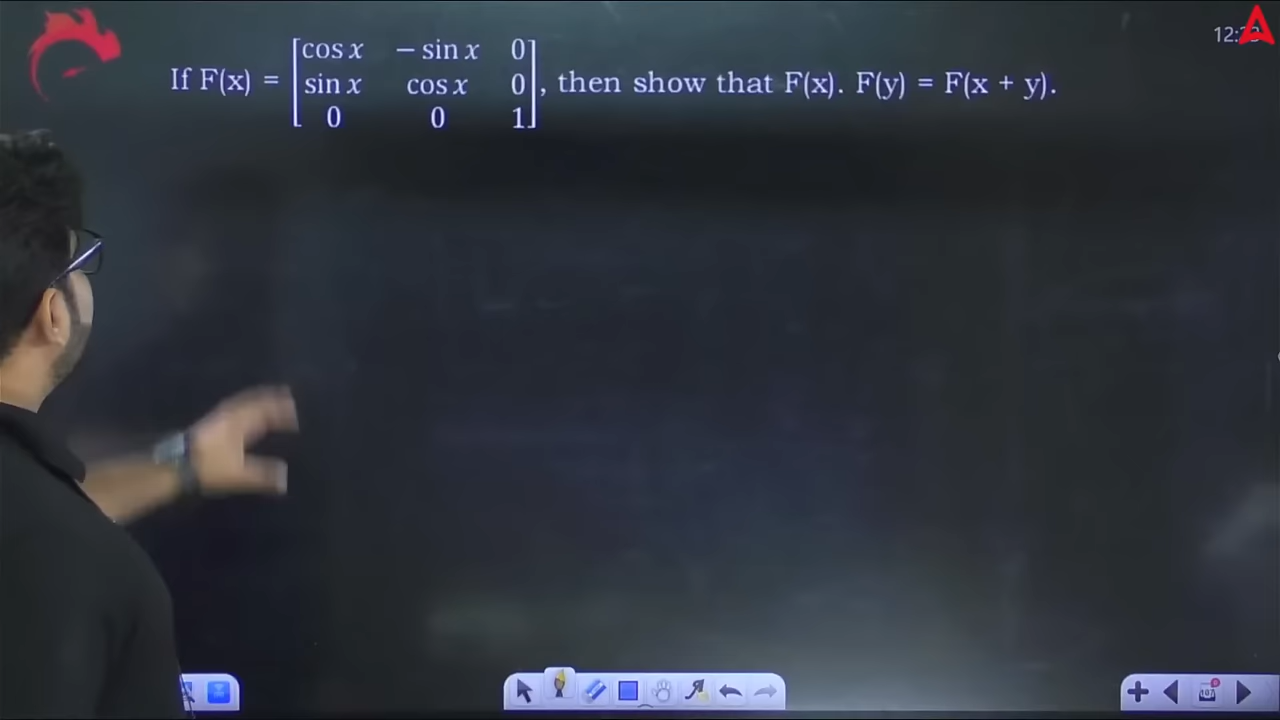 If F(x) = [cos x − sin x 0
sin x cos x 0
0 0 1], then show that F(x). F(y) = F(x + y).